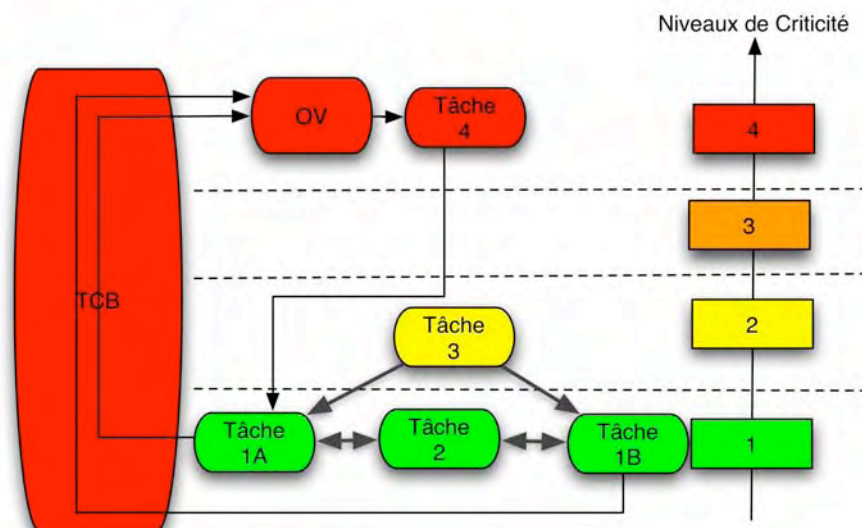 Niveaux de Criticité
OV
Tâche
4
4
3
TCB
Tâche
3
2
Tâche
1A
Tâche
2
Tâche
1B
1